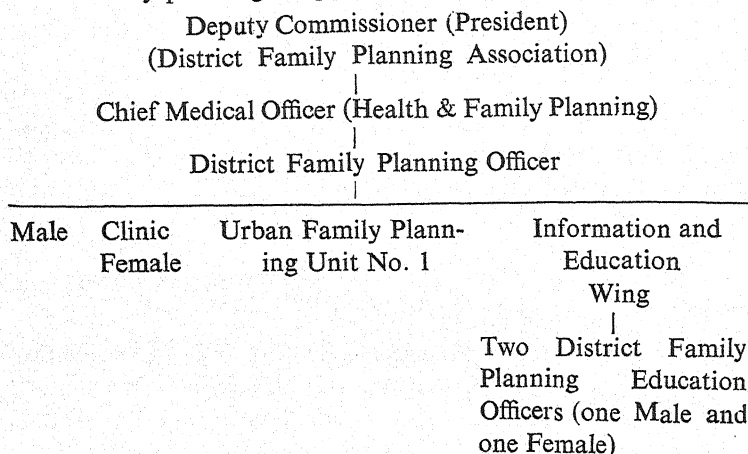 Deputy Commissioner (President)
(District Family Planning Association)
Chief Medical Officer (Health & Family Planning)
District Family Planning Officer
Male Clinic Female
Urban Family Plann-
ing Unit No. 1
Information and
Education
Wing
Two District Family
Planning Education
Officers (one Male and
one Female)